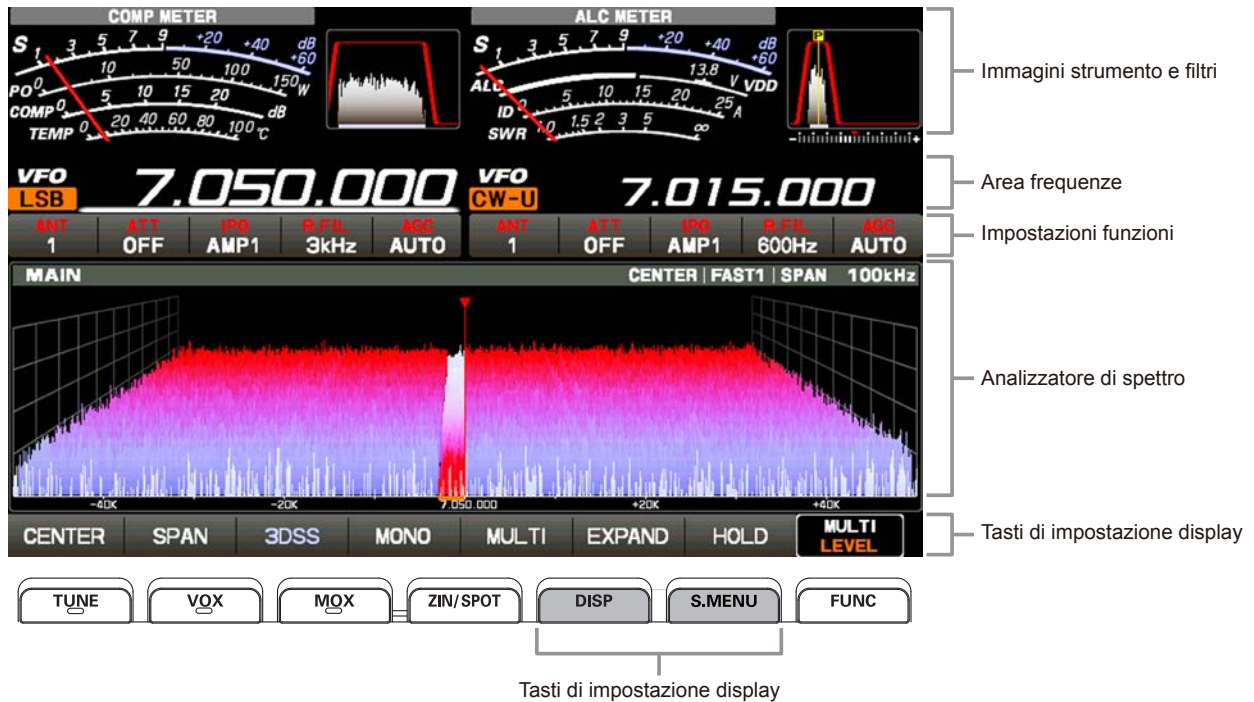 COMP METER
ALC METER
S 1 3 5 7 9 +20 +40 +60 dB
PO 0 10 50 100 150 W
COMP 0 5 10 15 20 dB
TEMP 0 20 40 60 80 100 °C
S 1 3 5 7 9 +20 +40 +60 dB
P
ALC 13.8 V VDD
ID 0 5 10 15 20 25 A
SWR 1.0 1.5 2 3 5 ∞
- +
Immagini strumento e filtri
VFO
LSB
7.050.000
VFO
CW-U
7.015.000
Area frequenze
ANT ATT IPO R.FIL AGC
1 OFF AMP1 3kHz AUTO
ANT ATT IPO R.FIL AGC
1 OFF AMP1 600Hz AUTO
Impostazioni funzioni
MAIN
CENTER | FAST1 | SPAN 100kHz
Analizzatore di spettro
-40K -20K 7.050.000 +20K +40K
CENTER SPAN 3DSS MONO MULTI EXPAND HOLD MULTI
LEVEL
Tasti di impostazione display
TUNE VOX MOX ZIN/SPOT DISP S.MENU FUNC
Tasti di impostazione display